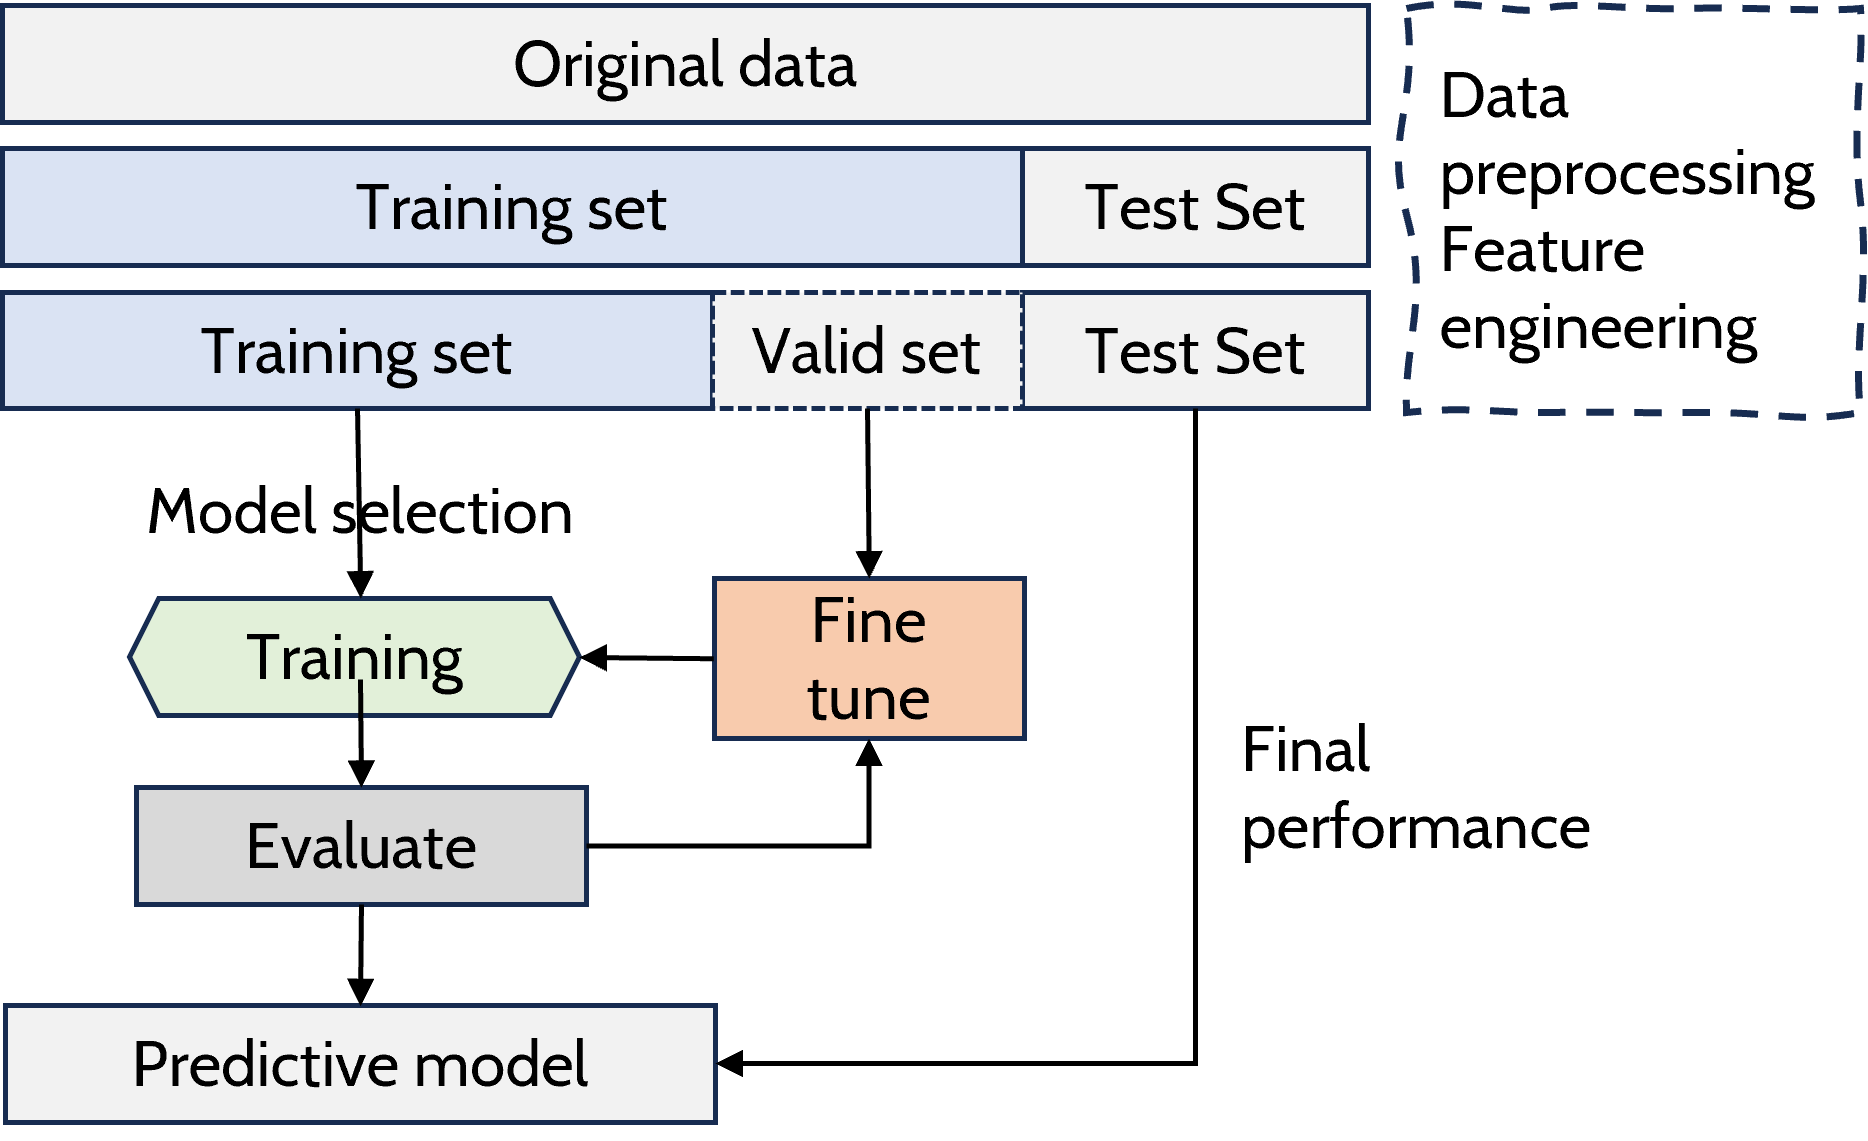 Original data
Data
preprocessing
Feature
engineering
Training set
Test Set
Training set
Valid set
Test Set
Model selection
Training
Fine
tune
Evaluate
Final
performance
Predictive model